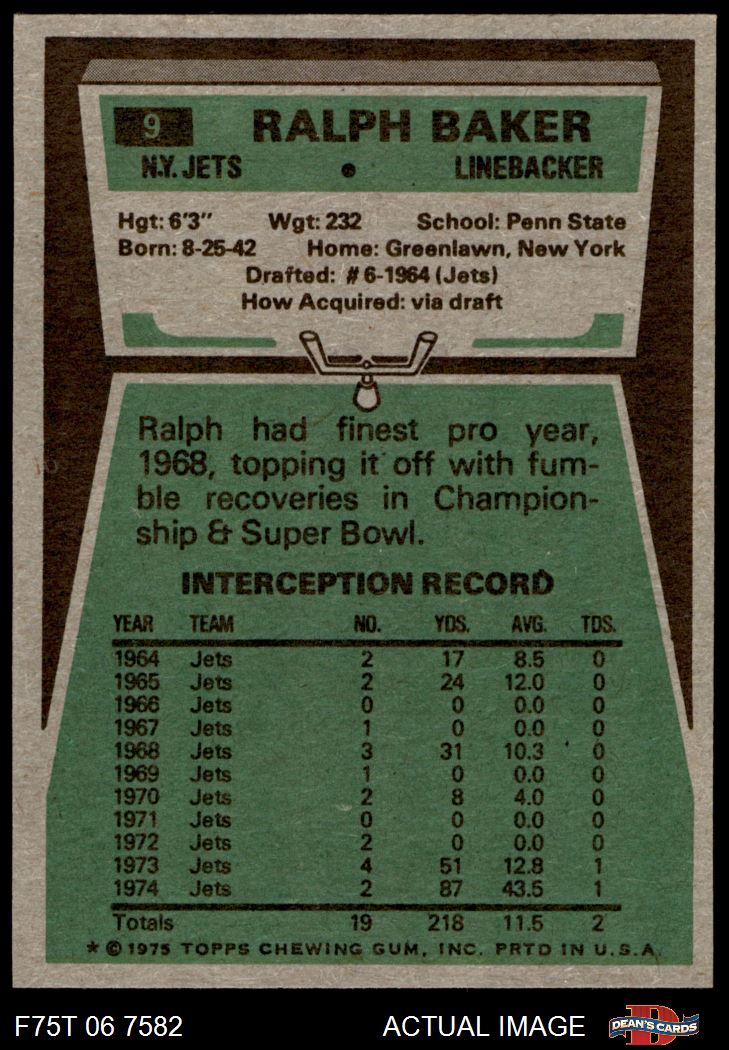 9 RALPH BAKER
N.Y. JETS • LINEBACKER
Hgt: 6'3" Wgt: 232 School: Penn State
Born: 8-25-42 Home: Greenlawn, New York
Drafted: #6-1964 (Jets)
How Acquired: via draft
Ralph had finest pro year,
1968, topping it off with fum-
ble recoveries in Champion-
ship & Super Bowl.
INTERCEPTION RECORD
YEAR TEAM NO. YDS. AVG. TDS.
1964 Jets 2 17 8.5 0
1965 Jets 2 24 12.0 0
1966 Jets 0 0 0.0 0
1967 Jets 1 0 0.0 0
1968 Jets 3 31 10.3 0
1969 Jets 1 0 0.0 0
1970 Jets 2 8 4.0 0
1971 Jets 0 0 0.0 0
1972 Jets 2 0 0.0 0
1973 Jets 4 51 12.8 1
1974 Jets 2 87 43.5 1
Totals 19 218 11.5 2
* © 1975 TOPPS CHEWING GUM, INC. PRTD IN U.S.A.
F75T 06 7582 ACTUAL IMAGE D DEAN'S CARDS